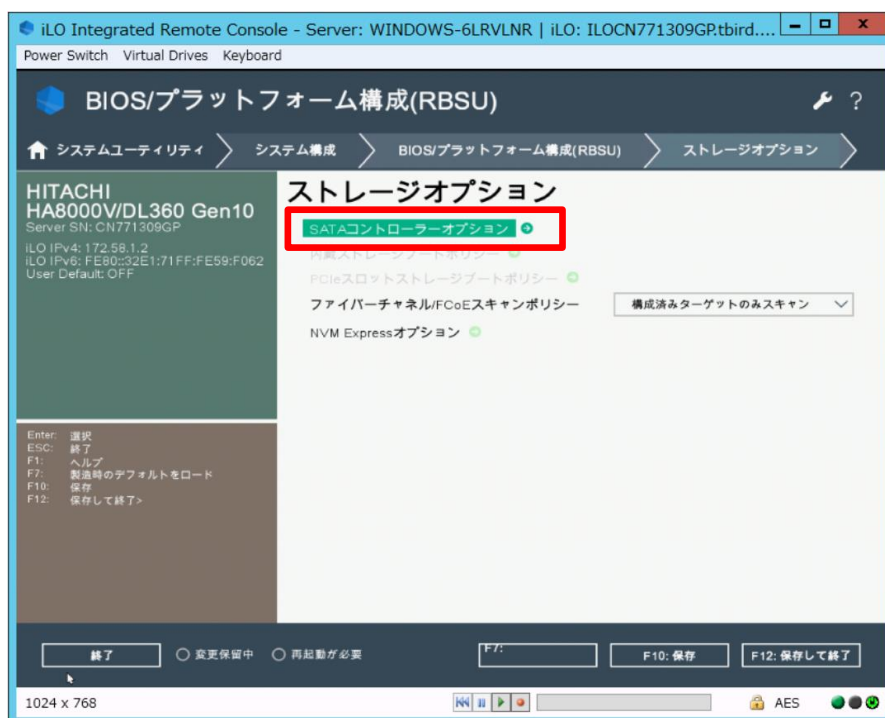 iLO Integrated Remote Console - Server: WINDOWS-6LRVLNR | iLO: ILOCN771309GP.tbird....
Power Switch Virtual Drives Keyboard
BIOS/プラットフォーム構成(RBSU)
?
システムユーティリティ
システム構成
BIOS/プラットフォーム構成(RBSU)
ストレージオプション
HITACHI
HA8000V/DL360 Gen10
Server SN: CN771309GP
iLO IPv4: 172.58.1.2
iLO IPv6: FE80::32E1:71FF:FE59:F062
User Default: OFF
Enter: 選択
ESC: 終了
F1: ヘルプ
F7: 製造時のデフォルトをロード
F10: 保存
F12: 保存して終了>
ストレージオプション
SATAコントローラーオプション
内蔵ストレージブートポリシー
PCIeスロットストレージブートポリシー
ファイバーチャネル/FCoEスキャンポリシー 構成済みターゲットのみスキャン
NVM Expressオプション
終了
変更保留中
再起動が必要
F7:
F10: 保存
F12: 保存して終了
1024 x 768
AES